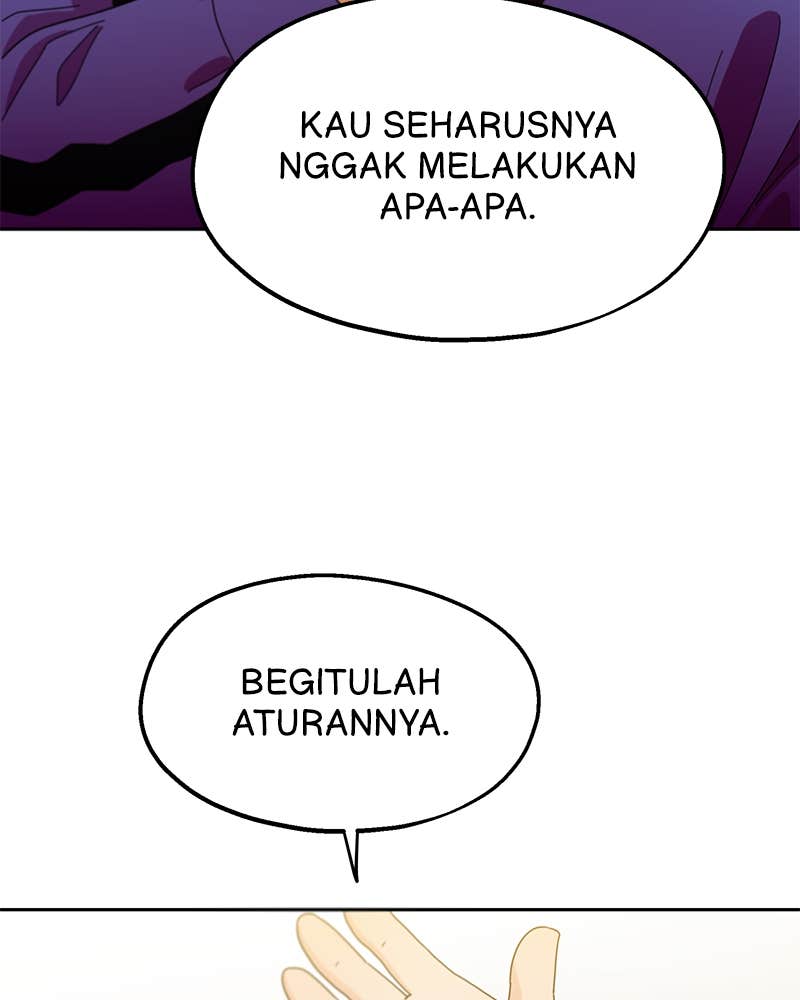 KAU SEHARUSNYA
NGGAK MELAKUKAN
APA-APA.
BEGITULAH
ATURANNYA.